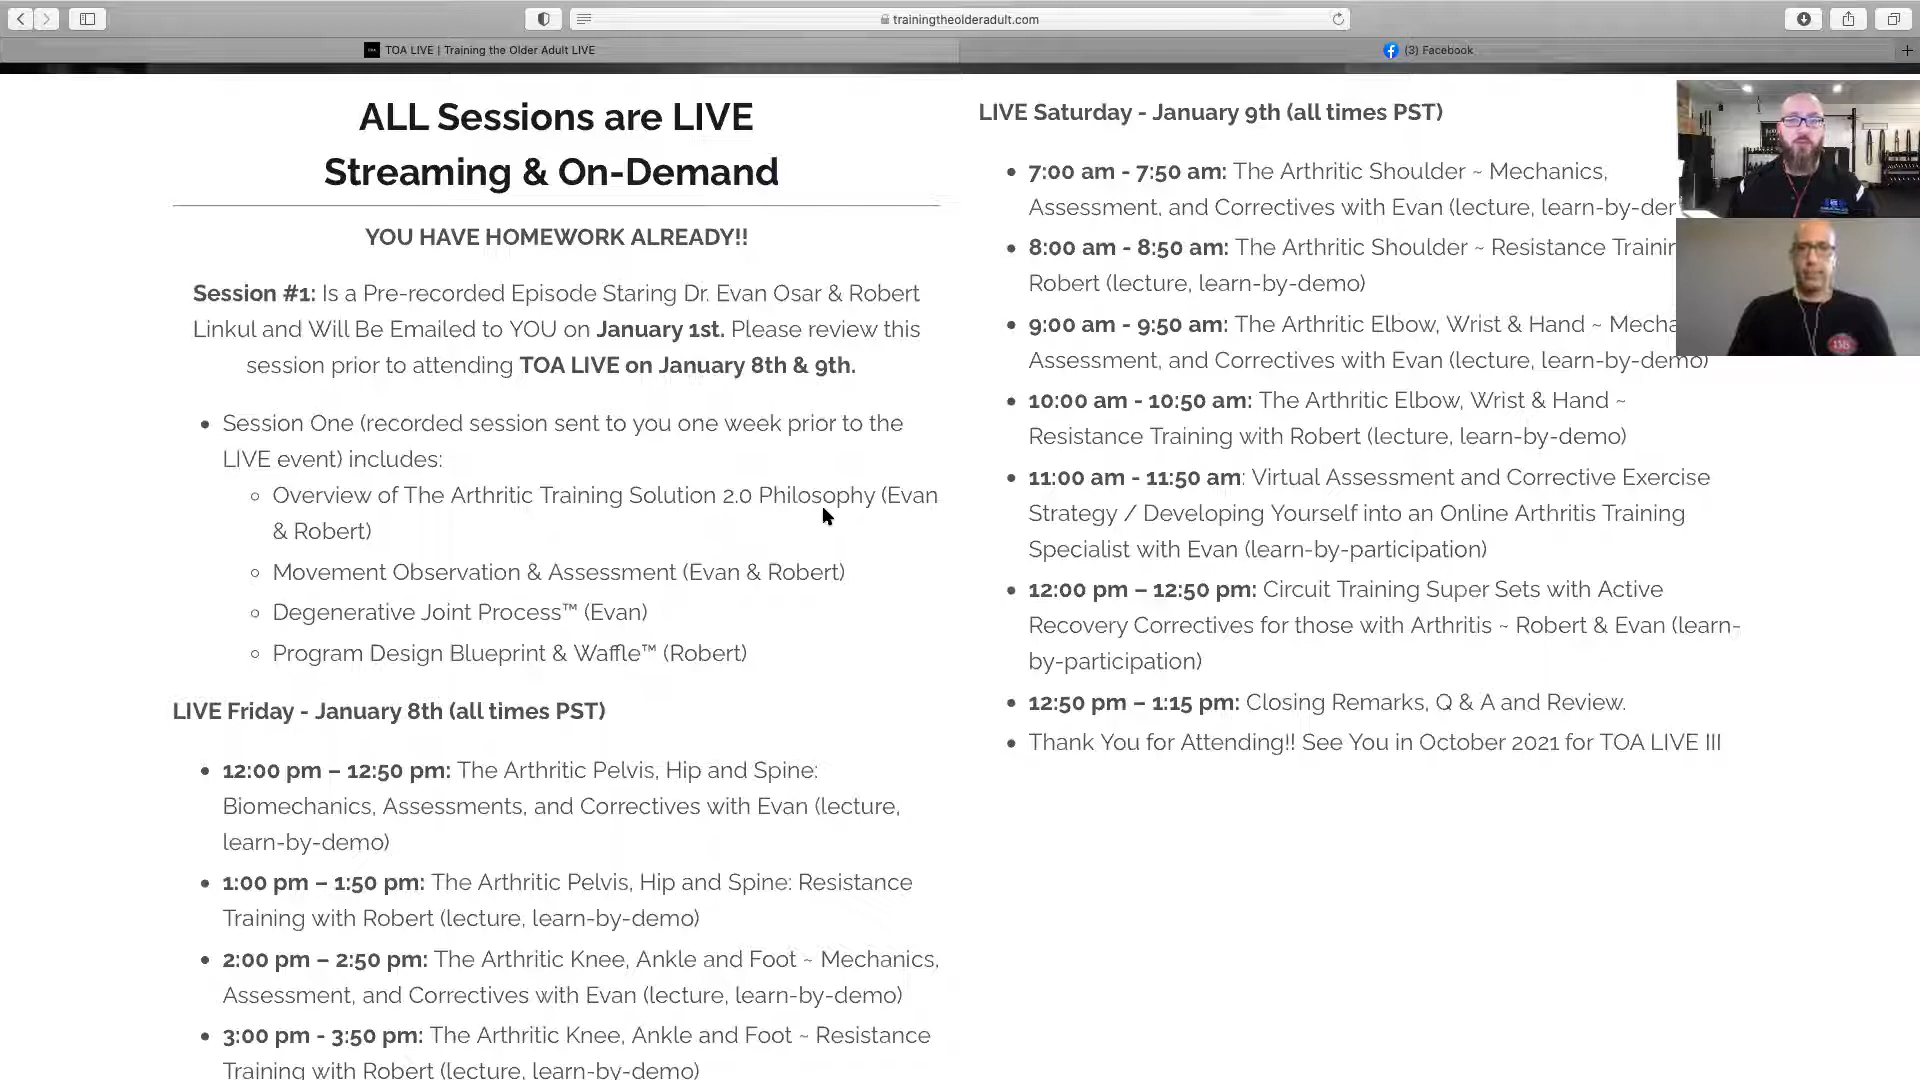 trainingtheolderadult.com
TOA LIVE | Training the Older Adult LIVE
(3) Facebook
ALL Sessions are LIVE
Streaming & On-Demand
YOU HAVE HOMEWORK ALREADY!!
Session #1: Is a Pre-recorded Episode Staring Dr. Evan Osar & Robert
Linkul and Will Be Emailed to YOU on January 1st. Please review this
session prior to attending TOA LIVE on January 8th & 9th.
Session One (recorded session sent to you one week prior to the
LIVE event) includes:
Overview of The Arthritic Training Solution 2.0 Philosophy (Evan
& Robert)
Movement Observation & Assessment (Evan & Robert)
Degenerative Joint Process™ (Evan)
Program Design Blueprint & Waffle™ (Robert)
LIVE Friday - January 8th (all times PST)
12:00 pm – 12:50 pm: The Arthritic Pelvis, Hip and Spine:
Biomechanics, Assessments, and Correctives with Evan (lecture,
learn-by-demo)
1:00 pm – 1:50 pm: The Arthritic Pelvis, Hip and Spine: Resistance
Training with Robert (lecture, learn-by-demo)
2:00 pm – 2:50 pm: The Arthritic Knee, Ankle and Foot ~ Mechanics,
Assessment, and Correctives with Evan (lecture, learn-by-demo)
3:00 pm - 3:50 pm: The Arthritic Knee, Ankle and Foot ~ Resistance
Training with Robert (lecture, learn-by-demo)
LIVE Saturday - January 9th (all times PST)
7:00 am - 7:50 am: The Arthritic Shoulder ~ Mechanics,
Assessment, and Correctives with Evan (lecture, learn-by-der
8:00 am - 8:50 am: The Arthritic Shoulder ~ Resistance Trainir
Robert (lecture, learn-by-demo)
9:00 am - 9:50 am: The Arthritic Elbow, Wrist & Hand ~ Mecha
Assessment, and Correctives with Evan (lecture, learn-by-demo)
10:00 am - 10:50 am: The Arthritic Elbow, Wrist & Hand ~
Resistance Training with Robert (lecture, learn-by-demo)
11:00 am - 11:50 am: Virtual Assessment and Corrective Exercise
Strategy / Developing Yourself into an Online Arthritis Training
Specialist with Evan (learn-by-participation)
12:00 pm – 12:50 pm: Circuit Training Super Sets with Active
Recovery Correctives for those with Arthritis ~ Robert & Evan (learn-
by-participation)
12:50 pm – 1:15 pm: Closing Remarks, Q & A and Review.
Thank You for Attending!! See You in October 2021 for TOA LIVE III